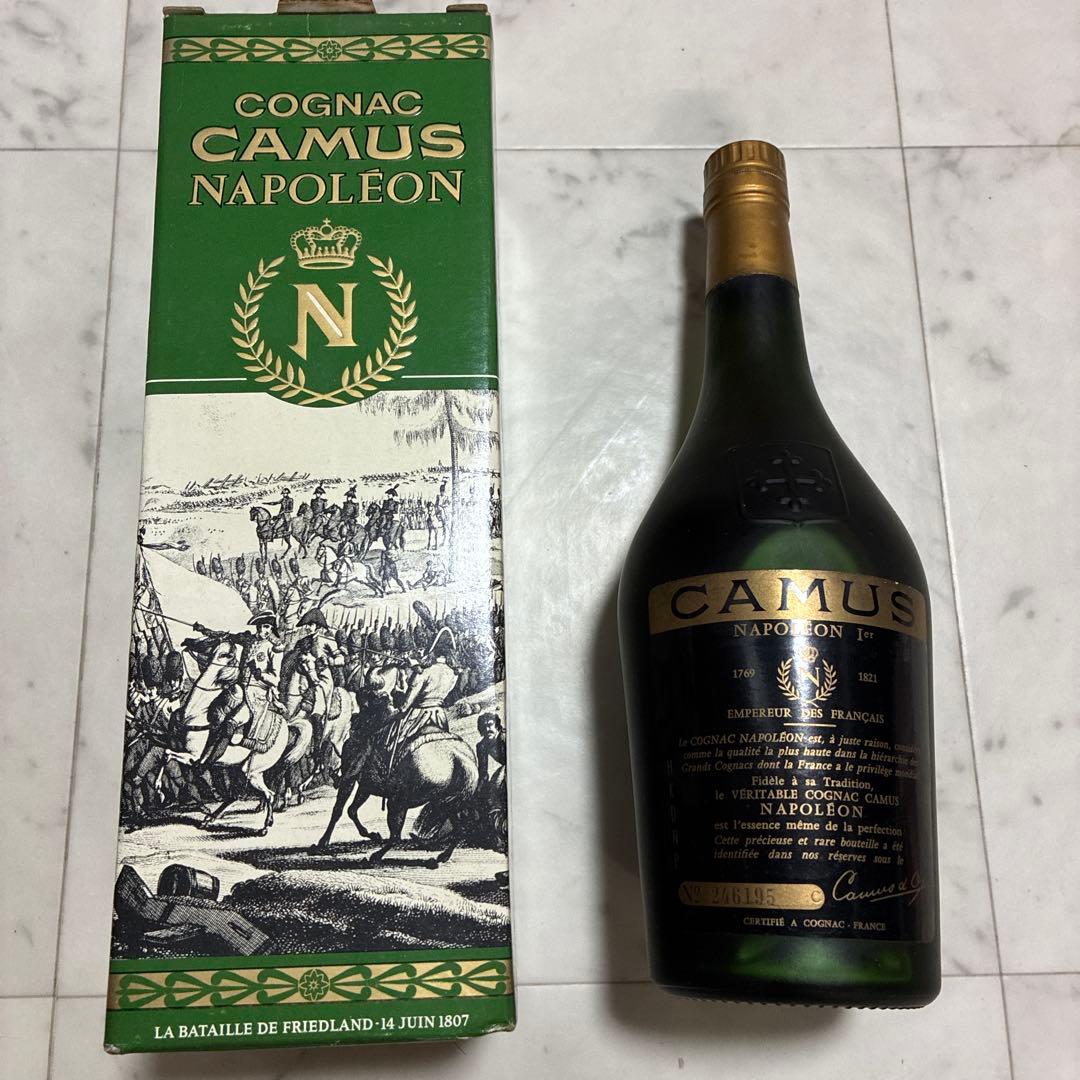 COGNAC
CAMUS
NAPOLÉON
N
LA BATAILLE DE FRIEDLAND - 14 JUIN 1807
CAMUS
NAPOLÉON Ier
1769 N 1821
EMPEREUR DES FRANÇAIS
Le COGNAC NAPOLÉON est, à juste raison,
comme la qualité la plus haute dans la hiérarchie
Grands Cognacs dont la France a le privilège
Fidèle à sa Tradition,
le VÉRITABLE COGNAC CAMUS
NAPOLÉON
est l'essence même de la perfection
Cette précieuse et rare bouteille a été
identifiée dans nos réserves sous le
No 246195 C Camus &
CERTIFIÉ A COGNAC - FRANCE